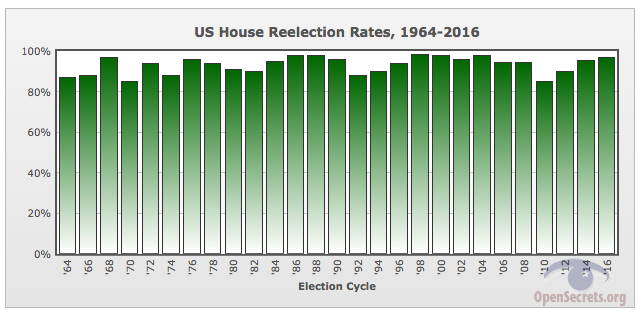 US House Reelection Rates, 1964-2016
100%
80%
60%
40%
20%
0%
'64 '66 '68 '70 '72 '74 '76 '78 '80 '82 '84 '86 '88 '90 '92 '94 '96 '98 '00 '02 '04 '06 '08 '10 '12 '14 '16
Election Cycle
OpenSecrets.org